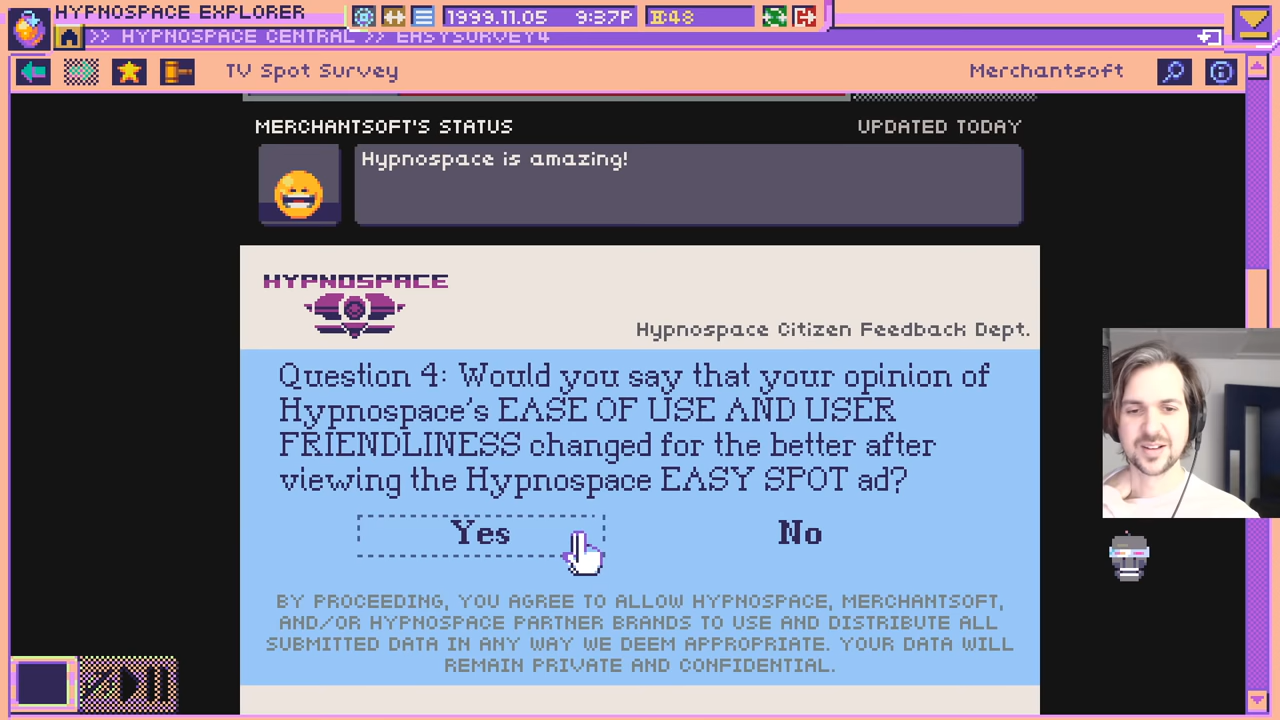 HYPNOSPACE EXPLORER
1999.11.05 9:37P
48
>> HYPNOSPACE CENTRAL >> EASYSURVEY4
TV Spot Survey
Merchantsoft
MERCHANTSOFT'S STATUS
UPDATED TODAY
Hypnospace is amazing!
HYPNOSPACE
Hypnospace Citizen Feedback Dept.
Question 4: Would you say that your opinion of
Hypnospace's EASE OF USE AND USER
FRIENDLINESS changed for the better after
viewing the Hypnospace EASY SPOT ad?
Yes
No
BY PROCEEDING, YOU AGREE TO ALLOW HYPNOSPACE, MERCHANTSOFT,
AND/OR HYPNOSPACE PARTNER BRANDS TO USE AND DISTRIBUTE ALL
SUBMITTED DATA IN ANY WAY WE DEEM APPROPRIATE. YOUR DATA WILL
REMAIN PRIVATE AND CONFIDENTIAL.